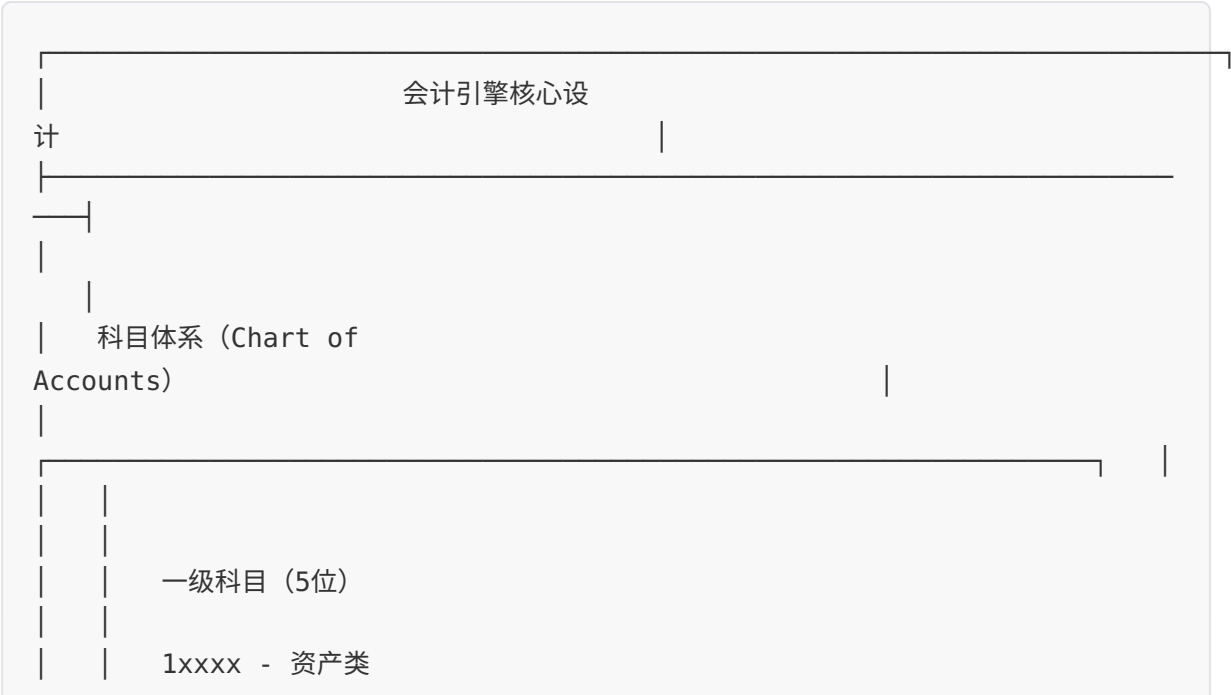 会计引擎核心设
计
科目体系（Chart of
Accounts）
一级科目（5位）
1xxxx - 资产类